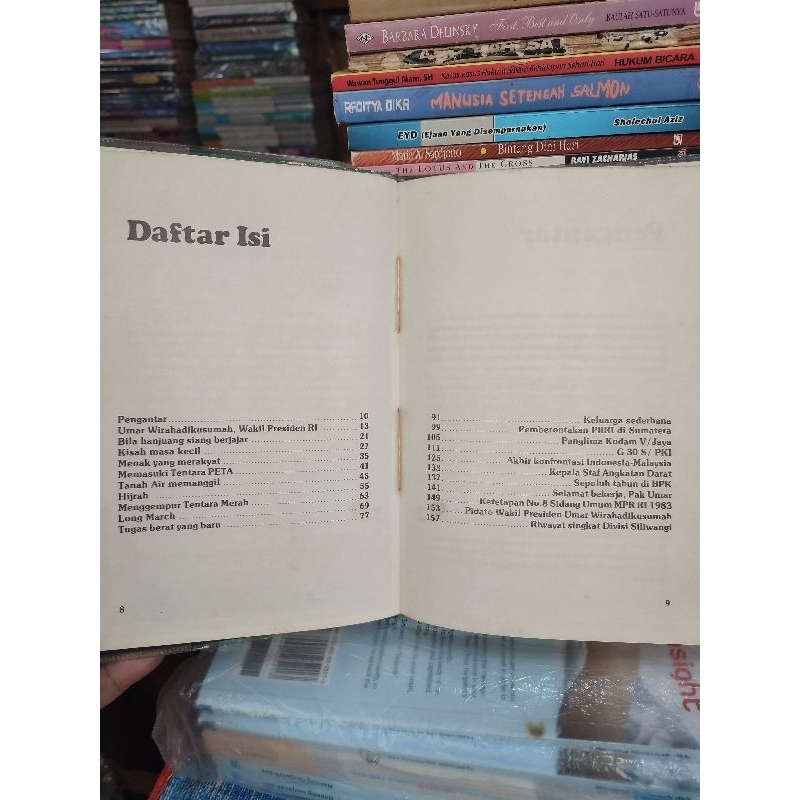 BARBARA DELINSKY First, Best and Only KAULAH SATU-SATUNYA
Wawan Tunggul Alam, SH HUKUM BICARA
RADITYA DIKA MANUSIA SETENGAH SALMON
EYD (Ejaan Yang Disempurnakan) Sholechul Aziz
Bintang Dini Hari
THE LOTUS AND THE CROSS RAVI ZACHARIAS
Daftar Isi
Pengantar 10
Umar Wirahadikusumah, Wakil Presiden RI 13
Bila hanjuang siang berjajar 21
Kisah masa kecil 27
Menak yang merakyat 35
Memasuki Tentara PETA 41
Tanah Air memanggil 45
Hijrah 55
Menggempur Tentara Merah 63
Long March 69
Tugas berat yang baru 77
8
91 Keluarga sederhana
99 Pemberontakan PRRI di Sumatera
105 Panglima Kodam V/Jaya
111 G 30 S/PKI
125 Akhir konfrontasi Indonesia-Malaysia
133 Kepala Staf Angkatan Darat
137 Sepuluh tahun di BPK
141 Selamat bekerja, Pak Umar
149 Ketetapan No.8 Sidang Umum MPR RI 1983
153 Pidato Wakil Presiden Umar Wirahadikusumah
157 Riwayat singkat Divisi Siliwangi
9
sight